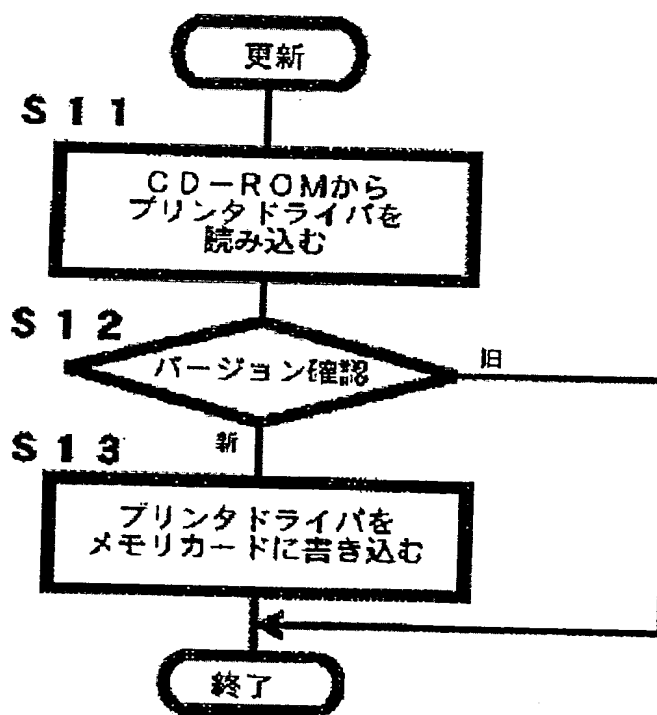 更新
S11
CD-ROMから
プリンタドライバを
読み込む
S12
バージョン確認
旧
新
S13
プリンタドライバを
メモリカードに書き込む
終了